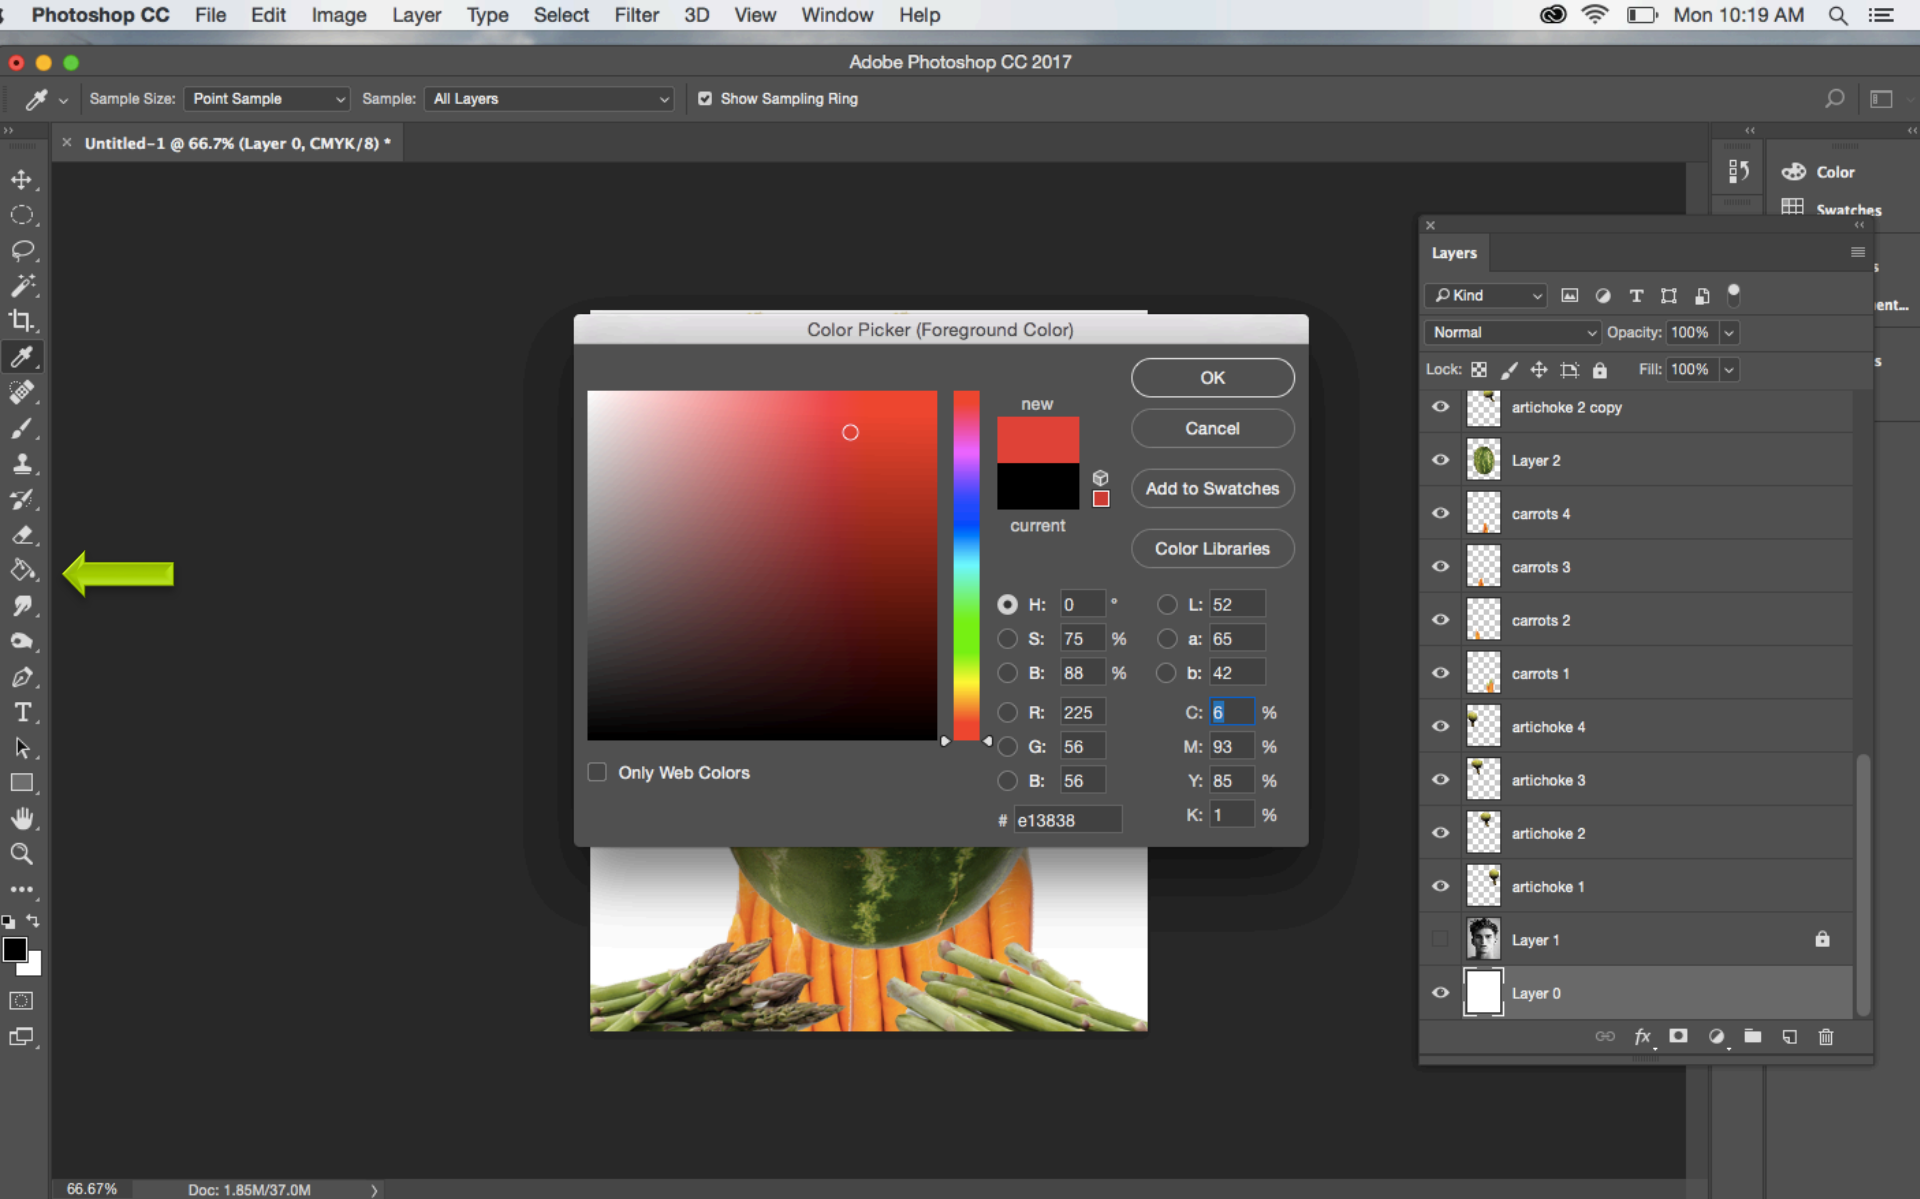 Photoshop CC File Edit Image Layer Type Select Filter 3D View Window Help Mon 10:19 AM
Adobe Photoshop CC 2017
Sample Size: Point Sample Sample: All Layers Show Sampling Ring
Untitled-1 @ 66.7% (Layer 0, CMYK/8) *
Color
Swatches
Layers
Kind
ent...
Normal Opacity: 100%
Lock: Fill: 100%
artichoke 2 copy
Layer 2
carrots 4
carrots 3
carrots 2
carrots 1
artichoke 4
artichoke 3
artichoke 2
artichoke 1
Layer 1
Layer 0
fx
Color Picker (Foreground Color)
new
current
OK
Cancel
Add to Swatches
Color Libraries
H: 0 ° L: 52
S: 75 % a: 65
B: 88 % b: 42
R: 225 C: 6 %
G: 56 M: 93 %
B: 56 Y: 85 %
# e13838 K: 1 %
Only Web Colors
66.67% Doc: 1.85M/37.0M